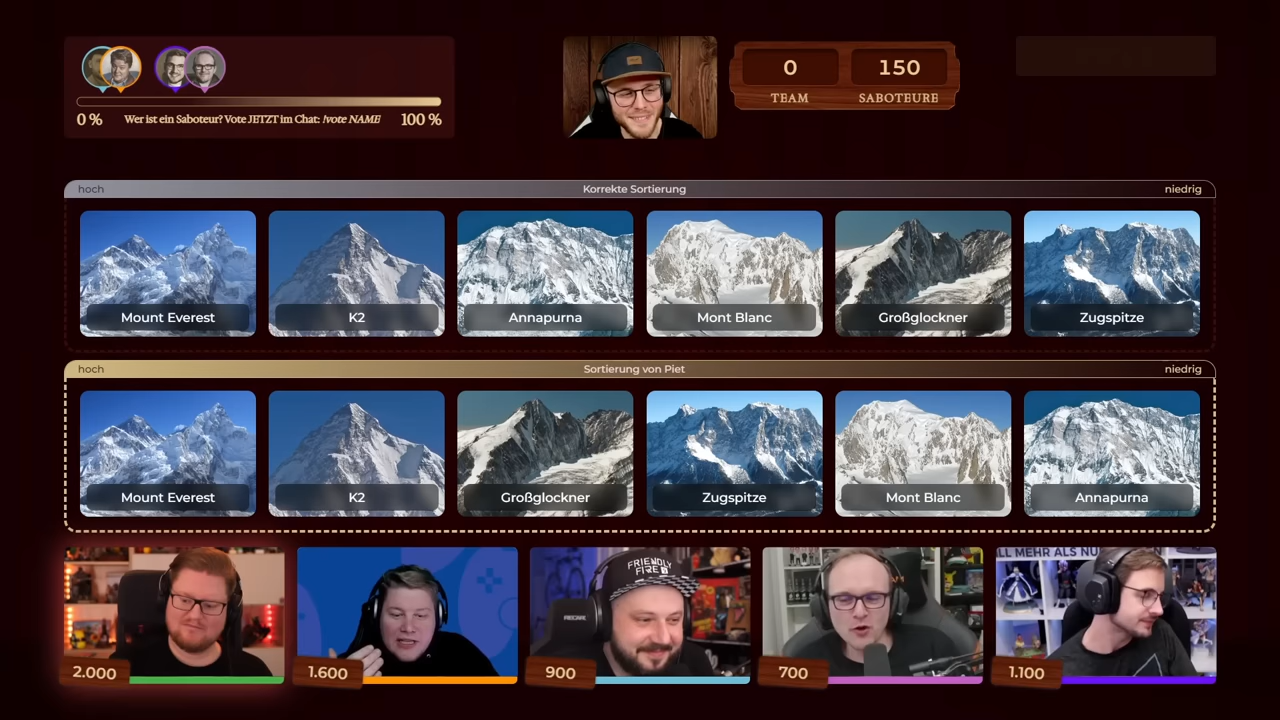 0 %
Wer ist ein Saboteur? Vote JETZT im Chat: !vote NAME
100 %
0
150
TEAM
SABOTEURE
hoch
Korrekte Sortierung
niedrig
Mount Everest
K2
Annapurna
Mont Blanc
Großglockner
Zugspitze
hoch
Sortierung von Piet
niedrig
Mount Everest
K2
Großglockner
Zugspitze
Mont Blanc
Annapurna
FRIENDLY
FIRE
ALL MEHR ALS NU
2.000
1.600
900
700
1.100